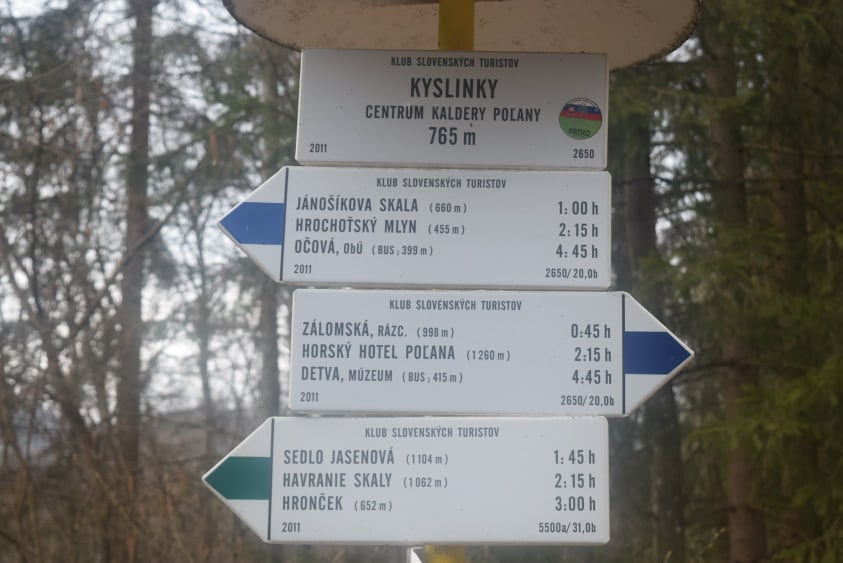 KLUB SLOVENSKÝCH TURISTOV
KYSLINKY
CENTRUM KALDERY POĽANY
765 m
KRTKO
2011 2650
KLUB SLOVENSKÝCH TURISTOV
JÁNOŠÍKOVA SKALA (660 m) 1:00 h
HROCHOŤSKÝ MLYN (455 m) 2:15 h
OČOVÁ, ObÚ (BUS; 399 m) 4:45 h
2011 2650/20,0b
KLUB SLOVENSKÝCH TURISTOV
ZÁLOMSKÁ, RÁZC. (998 m) 0:45 h
HORSKÝ HOTEL POĽANA (1260 m) 2:15 h
DETVA, MÚZEUM (BUS; 415 m) 4:45 h
2011 2650/20,0b
KLUB SLOVENSKÝCH TURISTOV
SEDLO JASENOVÁ (1104 m) 1:45 h
HAVRANIE SKALY (1062 m) 2:15 h
HRONČEK (652 m) 3:00 h
2011 5500a/31,0b